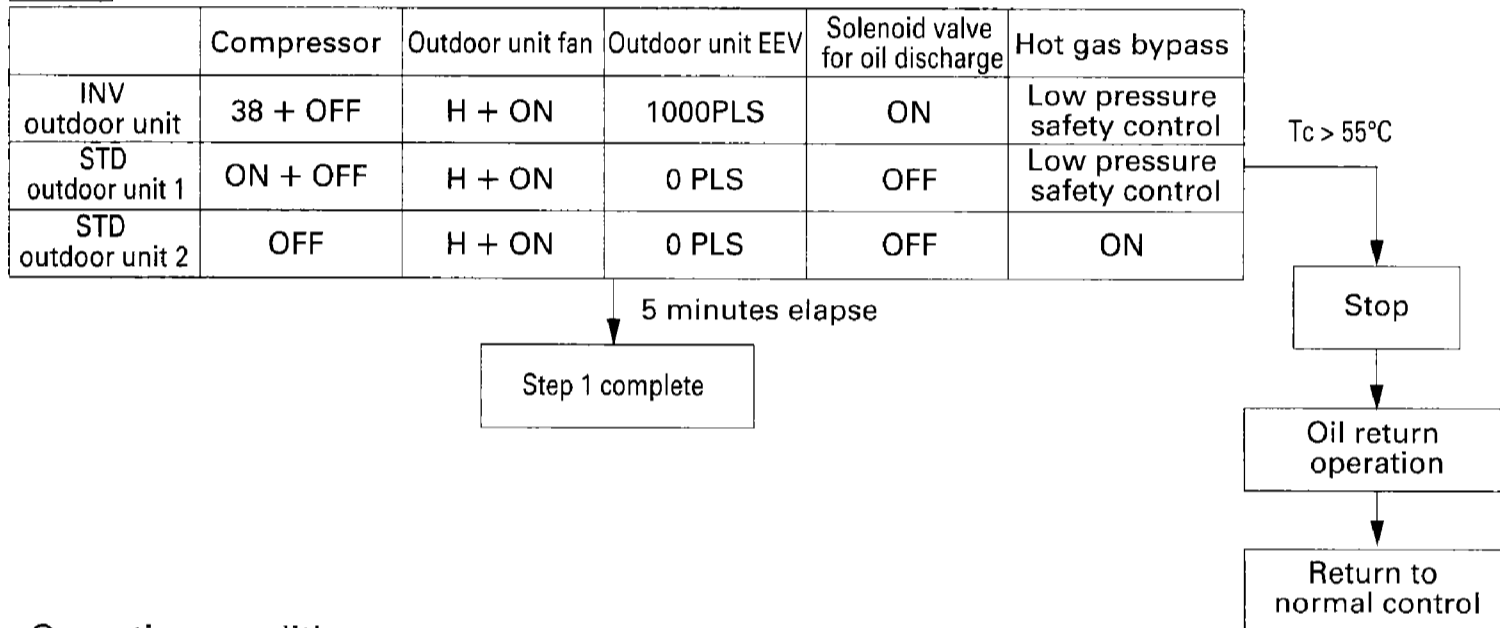 Compressor Outdoor unit fan Outdoor unit EEV Solenoid valve for oil discharge Hot gas bypass
INV outdoor unit 38 + OFF H + ON 1000PLS ON Low pressure safety control
STD outdoor unit 1 ON + OFF H + ON 0 PLS OFF Low pressure safety control
STD outdoor unit 2 OFF H + ON 0 PLS OFF ON
Tc > 55°C
5 minutes elapse
Step 1 complete
Stop
Oil return
operation
Return to
normal control